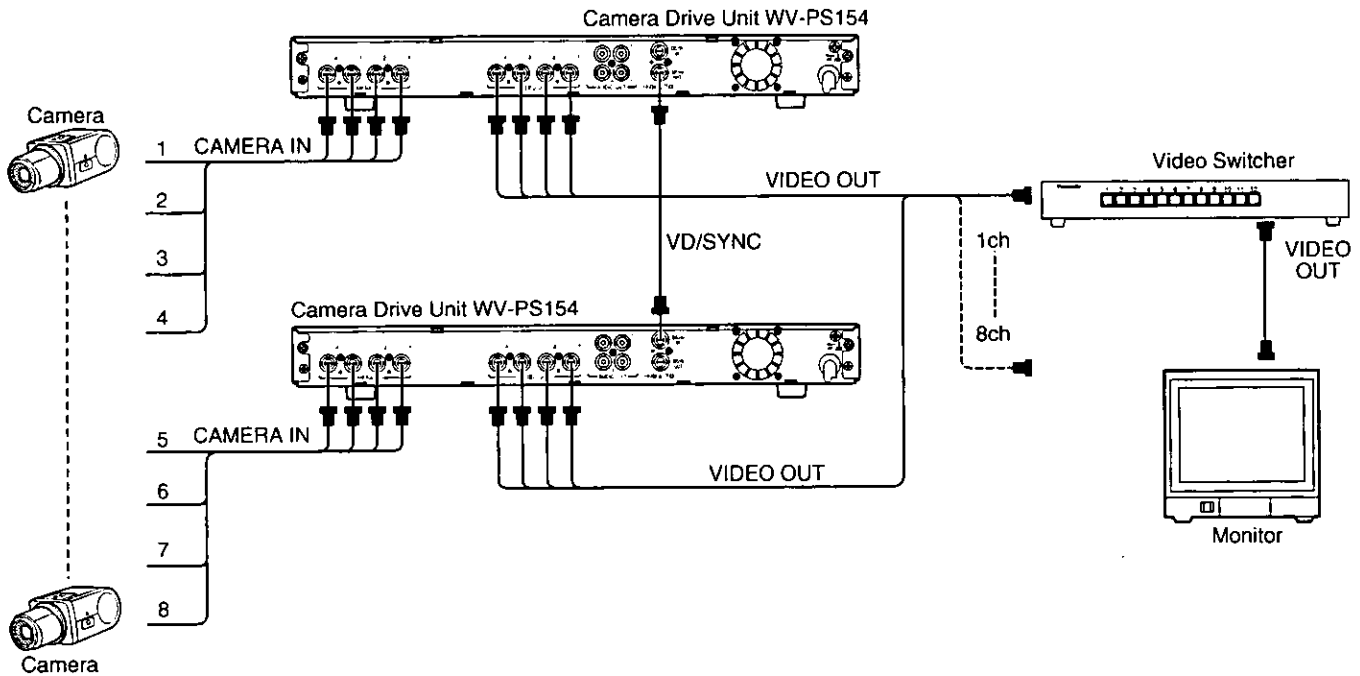 Camera Drive Unit WV-PS154
Camera
1 CAMERA IN
2
3
4
VIDEO OUT
VD/SYNC
Video Switcher
1ch
8ch
VIDEO
OUT
Camera Drive Unit WV-PS154
5 CAMERA IN
6
7
8
VIDEO OUT
Monitor
Camera